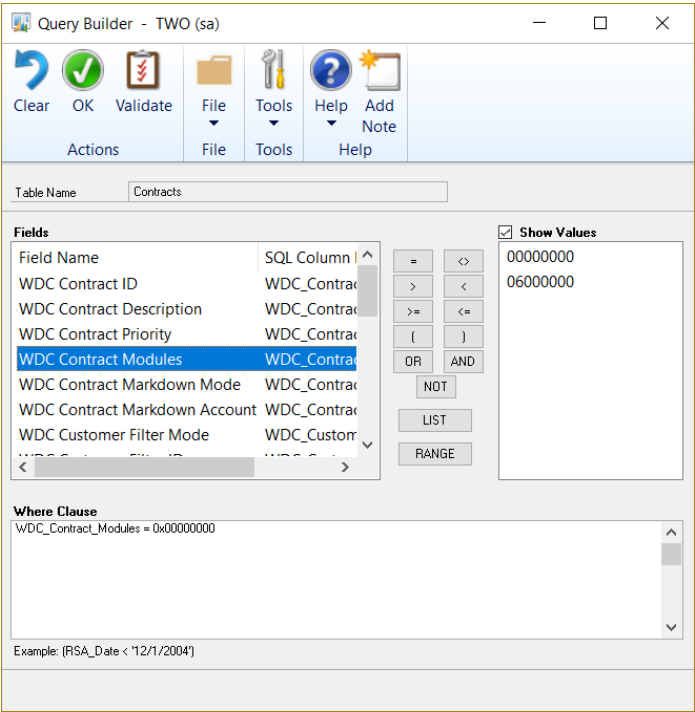 Query Builder - TWO (sa)
Clear OK Validate File Tools Help Add Note
Actions File Tools Help
Table Name Contracts
Fields Show Values
Field Name SQL Column
WDC Contract ID WDC_Contrac
WDC Contract Description WDC_Contrac
WDC Contract Priority WDC_Contrac
WDC Contract Modules WDC_Contrac
WDC Contract Markdown Mode WDC_Contrac
WDC Contract Markdown Account WDC_Contrac
WDC Customer Filter Mode WDC_Custom
= <>
> <
>= <=
( )
OR AND
NOT
LIST
RANGE
00000000
06000000
Where Clause
WDC_Contract_Modules = 0x00000000
Example: (RSA_Date < '12/1/2004')